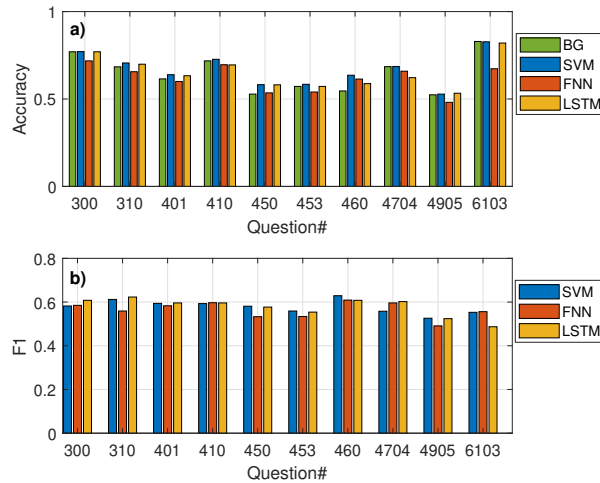 a)
1
0.5
0
Accuracy
300 310 401 410 450 453 460 4704 4905 6103
Question#
BG
SVM
FNN
LSTM
b)
0.8
0.6
0.4
0.2
0
F1
300 310 401 410 450 453 460 4704 4905 6103
Question#
SVM
FNN
LSTM